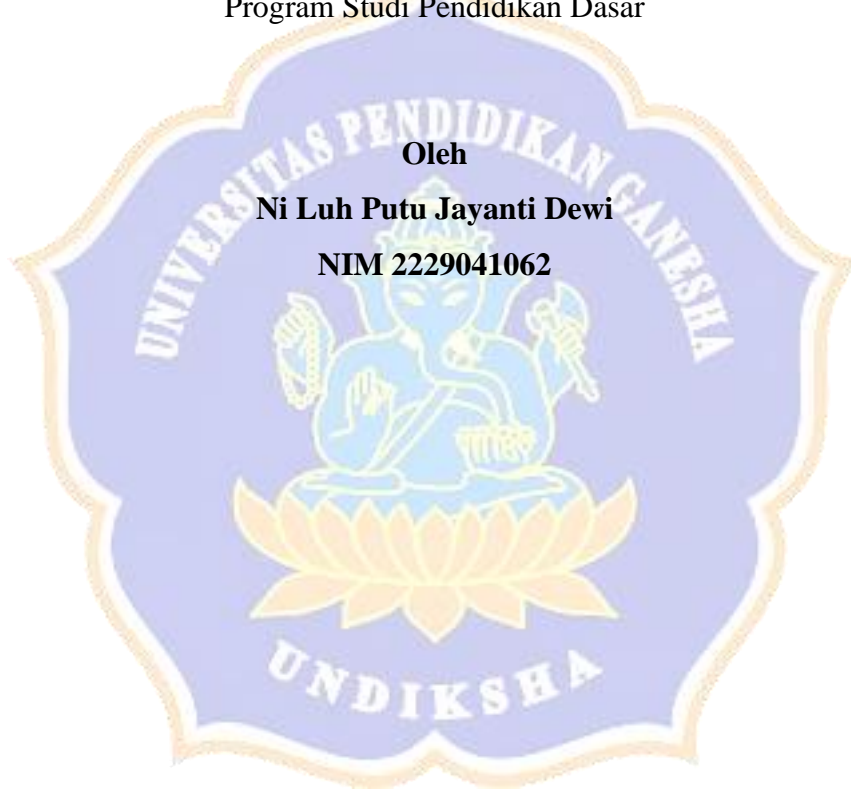 Program Studi Pendidikan Dasar
Oleh
Ni Luh Putu Jayanti Dewi
NIM 2229041062
UNIVERSITAS PENDIDIKAN GANESHA
UNDIKSHA